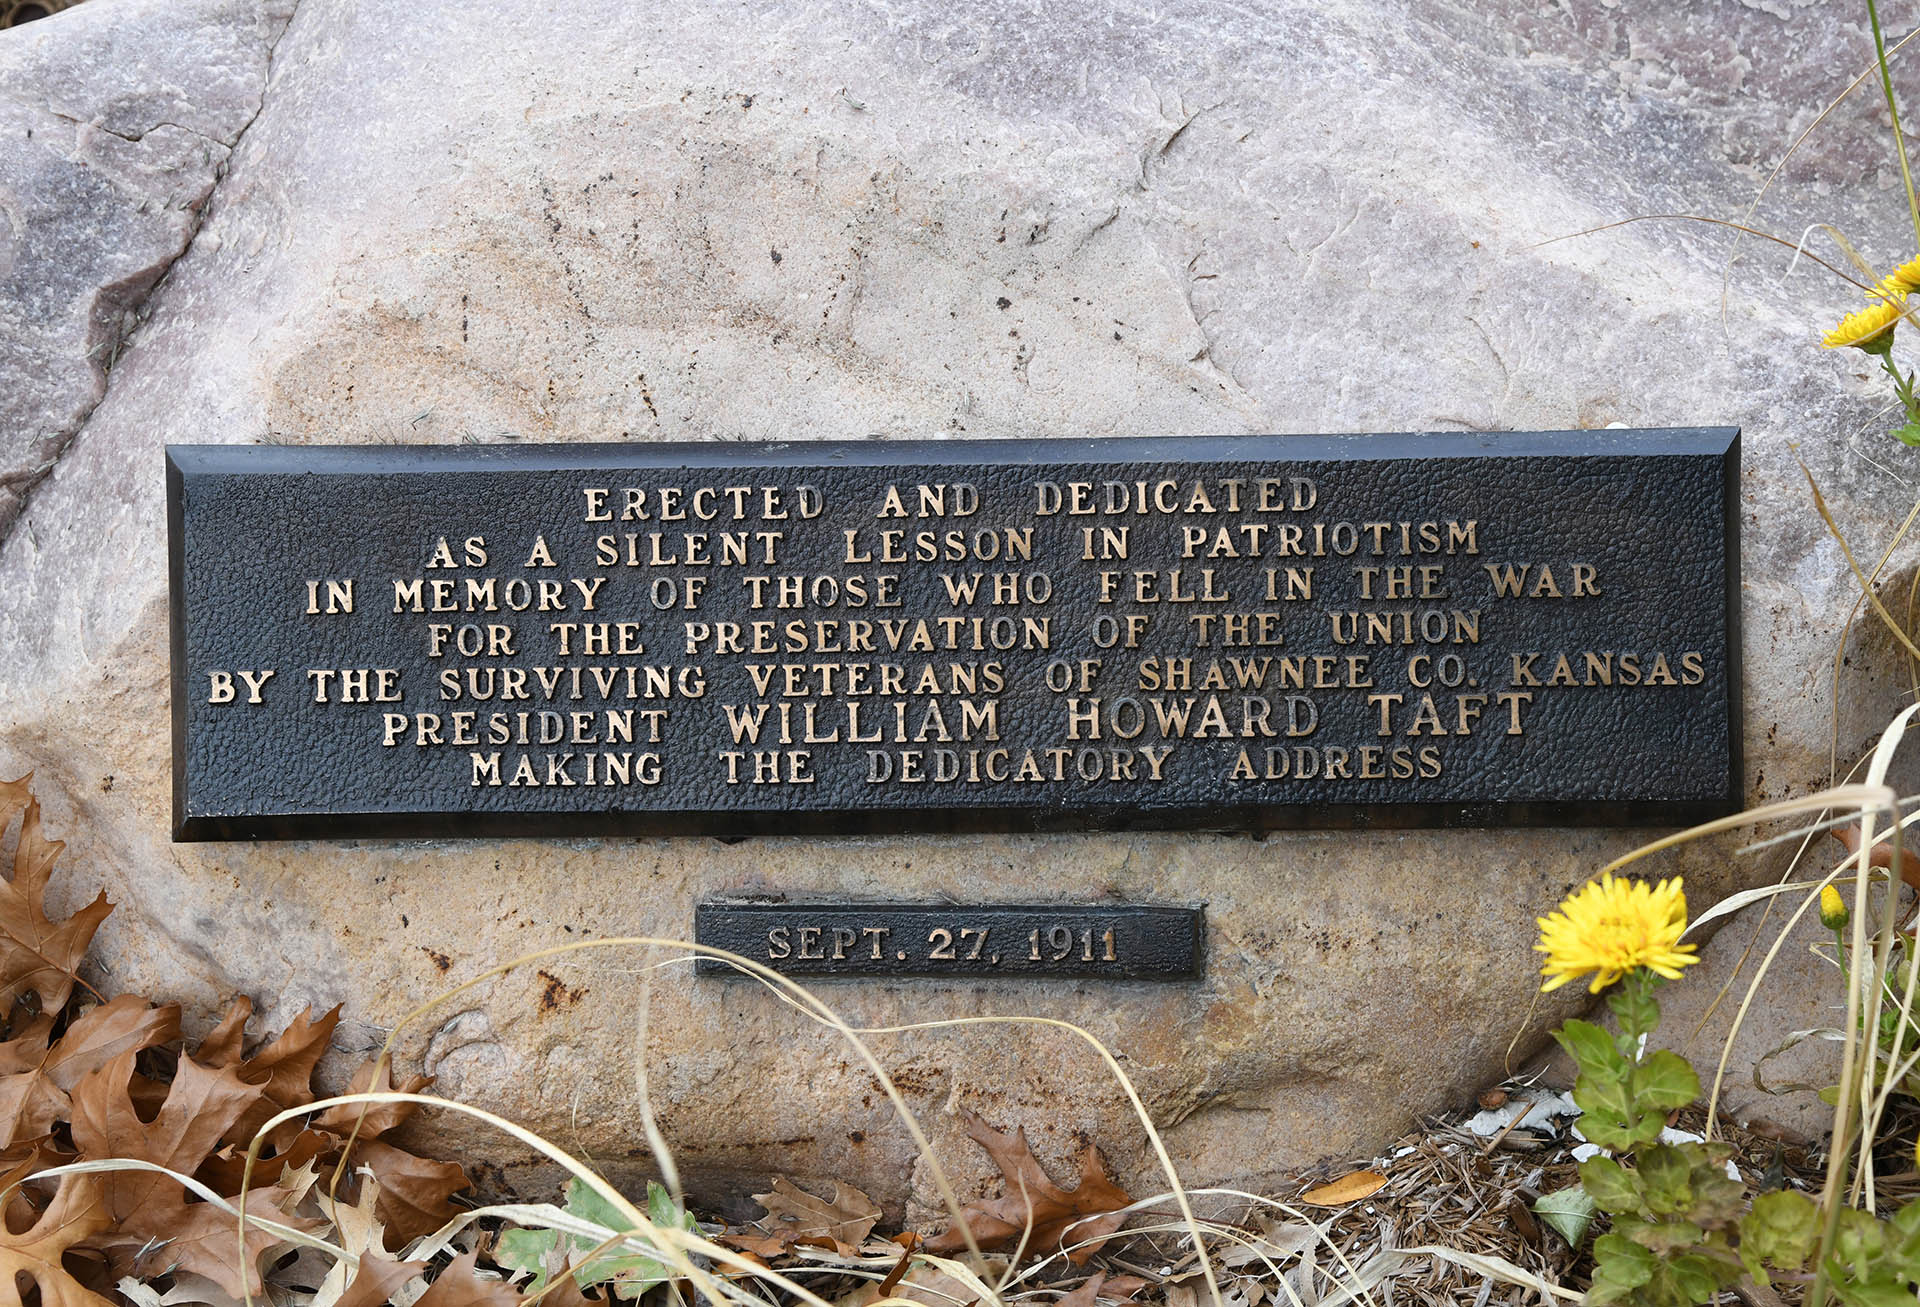 ERECTED AND DEDICATED
AS A SILENT LESSON IN PATRIOTISM
IN MEMORY OF THOSE WHO FELL IN THE WAR
FOR THE PRESERVATION OF THE UNION
BY THE SURVIVING VETERANS OF SHAWNEE CO. KANSAS
PRESIDENT WILLIAM HOWARD TAFT
MAKING THE DEDICATORY ADDRESS
SEPT. 27, 1911